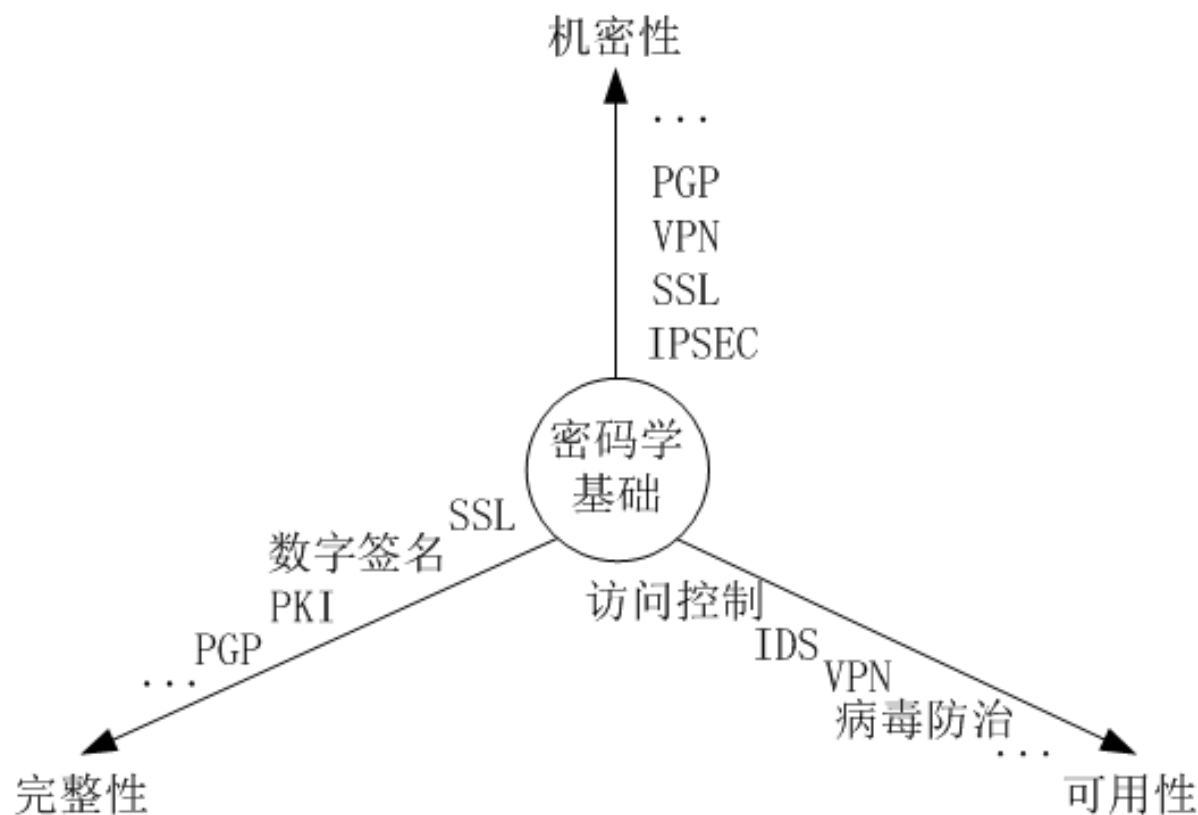 机密性
...
PGP
VPN
SSL
IPSEC
密码学
基础
SSL
数字签名
PKI
PGP
...
完整性
访问控制
IDS
VPN
病毒防治
...
可用性